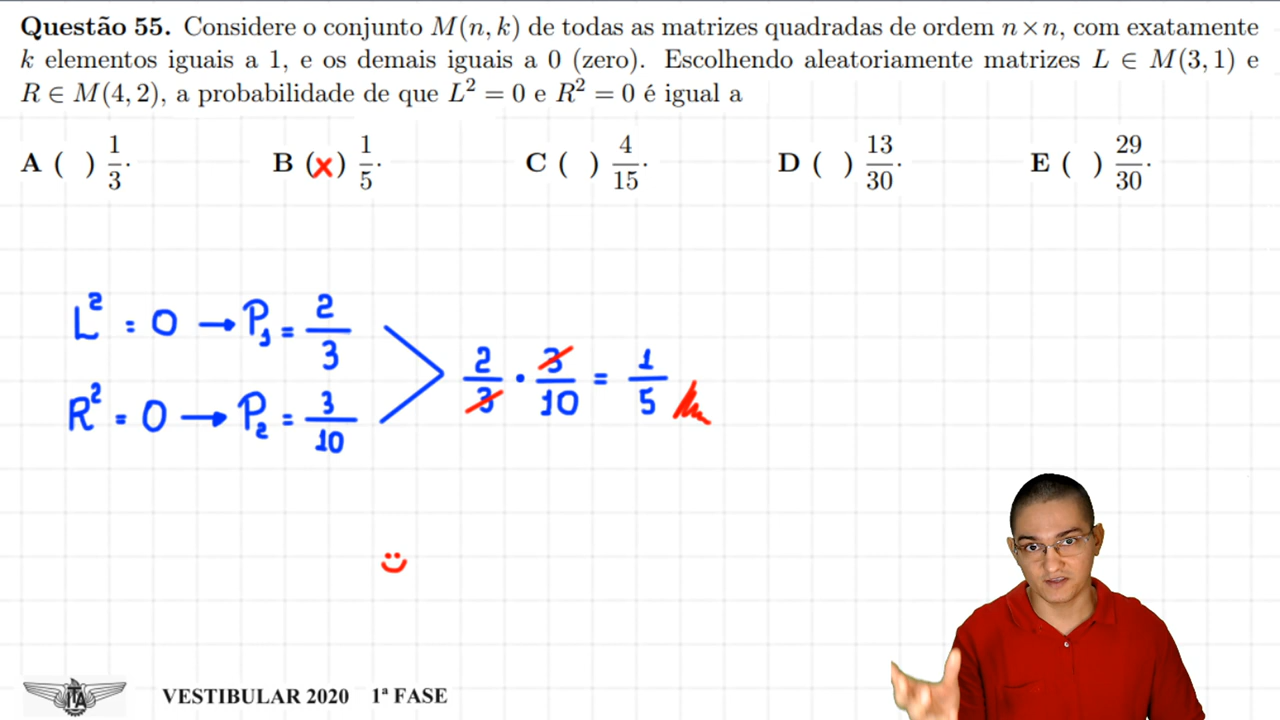 Questão 55. Considere o conjunto M(n, k) de todas as matrizes quadradas de ordem n×n, com exatamente
k elementos iguais a 1, e os demais iguais a 0 (zero). Escolhendo aleatoriamente matrizes L ∈ M(3, 1) e
R ∈ M(4, 2), a probabilidade de que L² = 0 e R² = 0 é igual a
A ( ) 1/3. B (x) 1/5. C ( ) 4/15. D ( ) 13/30. E ( ) 29/30.
L² = 0 → P₁ = 2/3
R² = 0 → P₂ = 3/10
2/3 · 3/10 = 1/5
ITA VESTIBULAR 2020 1ª FASE